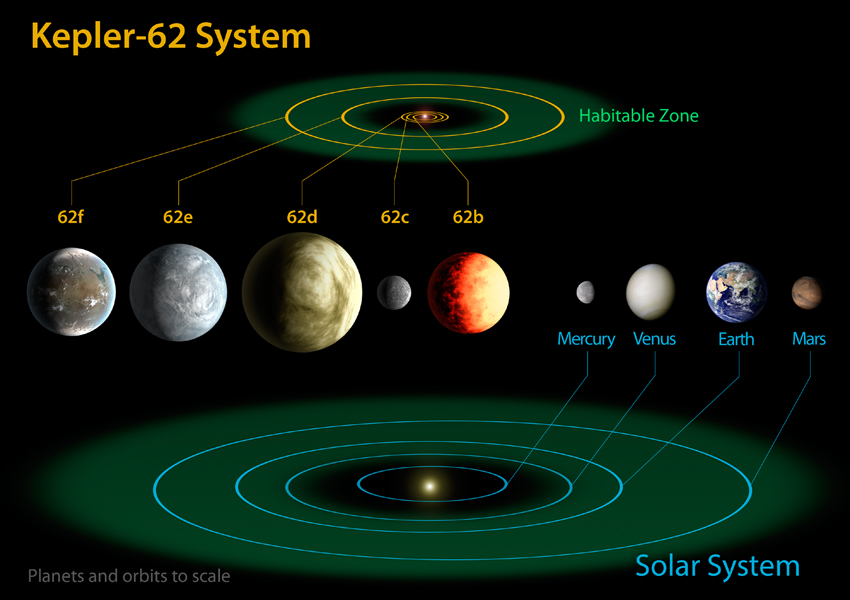 Kepler-62 System
Habitable Zone
62f
62e
62d
62c
62b
Mercury
Venus
Earth
Mars
Solar System
Planets and orbits to scale